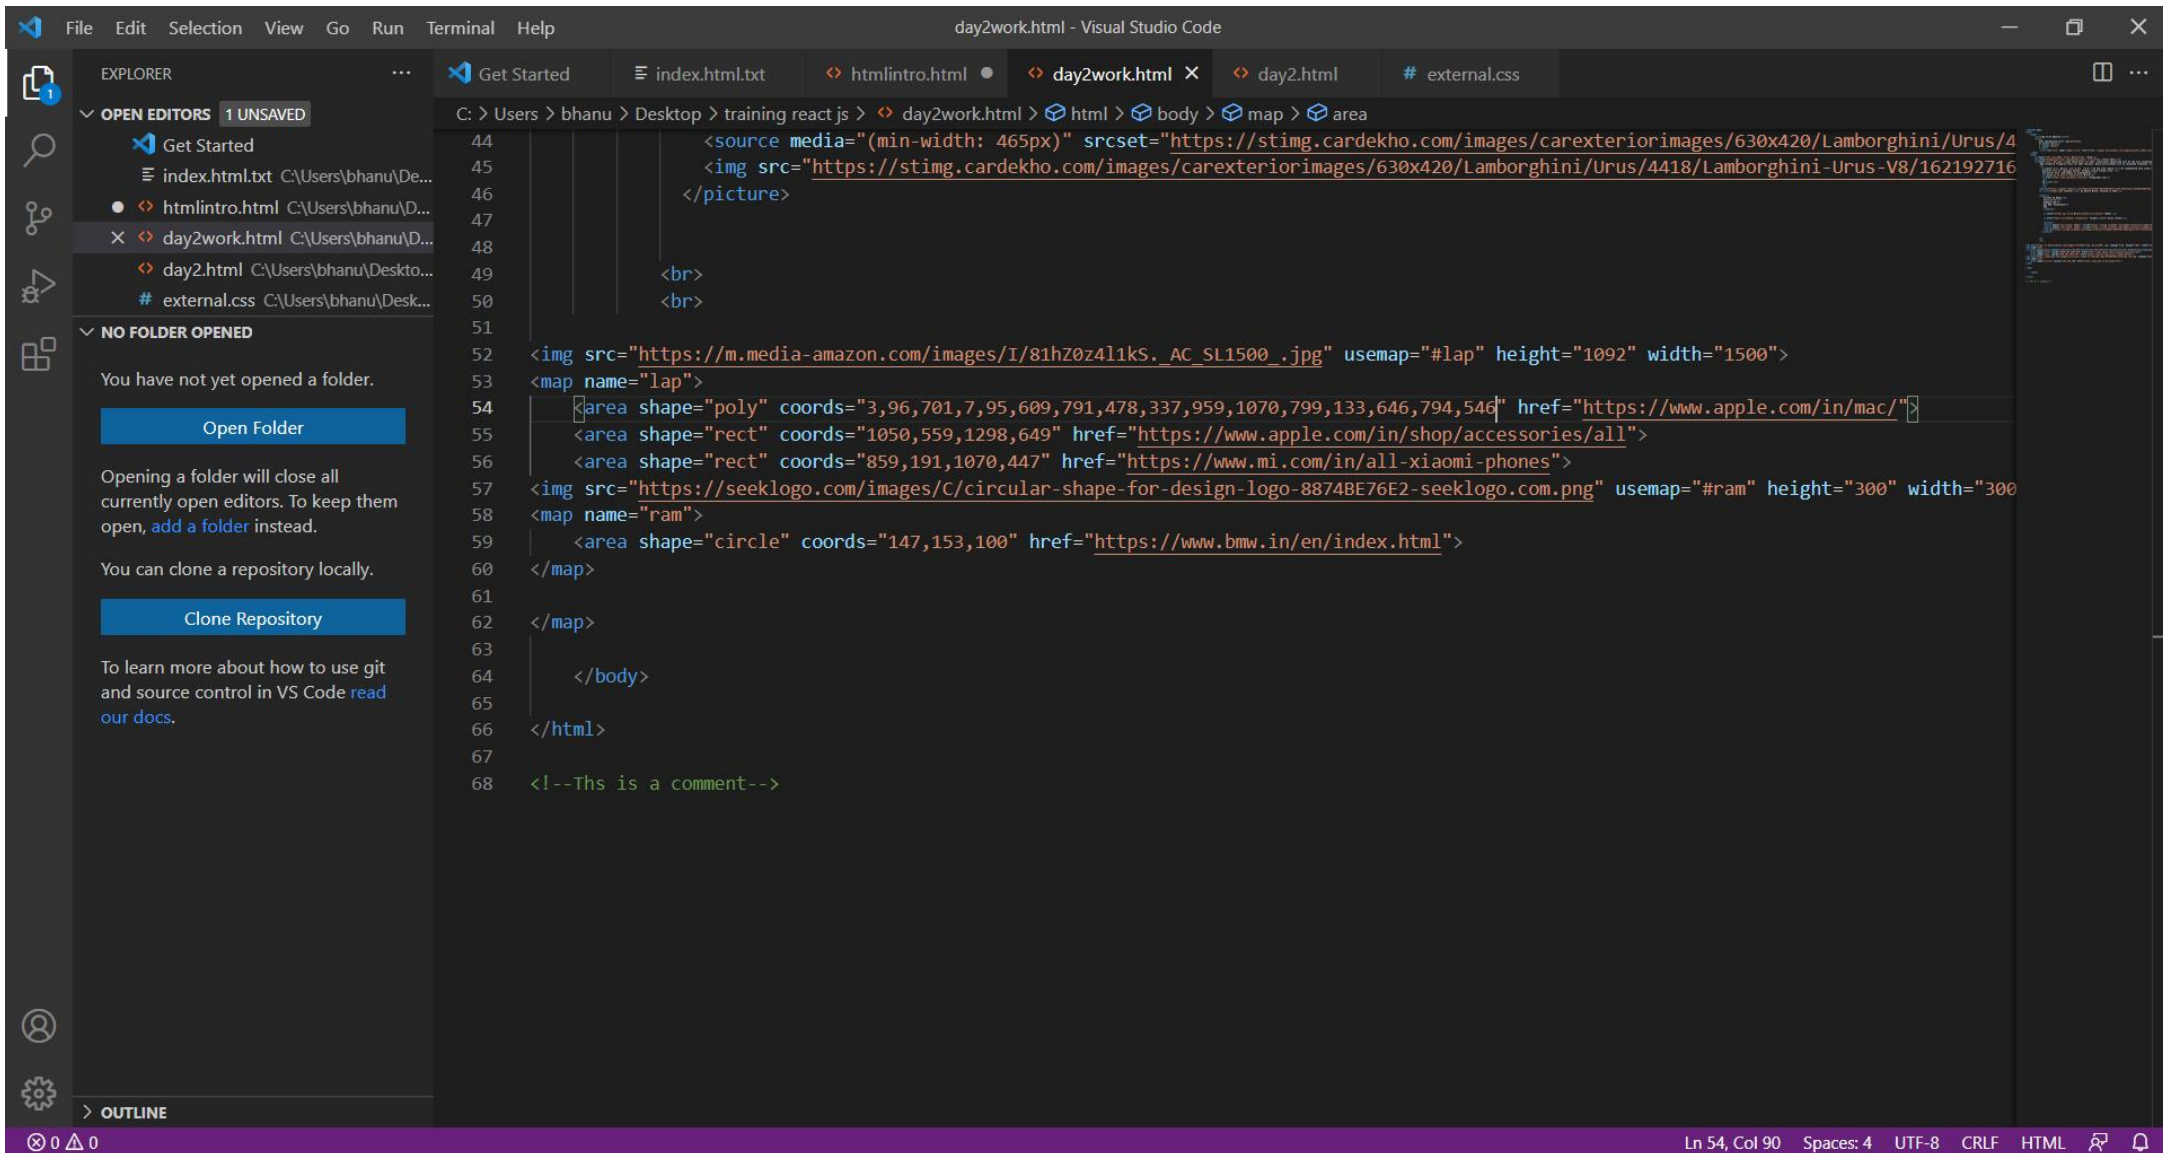 File Edit Selection View Go Run Terminal Help
day2work.html - Visual Studio Code
EXPLORER ...
Get Started index.html.txt htmlintro.html day2work.html day2.html # external.css ...
OPEN EDITORS 1 UNSAVED
Get Started
index.html.txt C:\Users\bhanu\De...
htmlintro.html C:\Users\bhanu\D...
day2work.html C:\Users\bhanu\D...
day2.html C:\Users\bhanu\Deskto...
# external.css C:\Users\bhanu\Desk...
NO FOLDER OPENED
You have not yet opened a folder.
Open Folder
Opening a folder will close all
currently open editors. To keep them
open, add a folder instead.
You can clone a repository locally.
Clone Repository
To learn more about how to use git
and source control in VS Code read
our docs.
OUTLINE
C: > Users > bhanu > Desktop > training react js > day2work.html > html > body > map > area
44 <source media="(min-width: 465px)" srcset="https://stimg.cardekho.com/images/carexteriorimages/630x420/Lamborghini/Urus/4
45 <img src="https://stimg.cardekho.com/images/carexteriorimages/630x420/Lamborghini/Urus/4418/Lamborghini-Urus-V8/162192716
46 </picture>
47
48
49 <br>
50 <br>
51
52 <img src="https://m.media-amazon.com/images/I/81hZ0z4l1kS._AC_SL1500_.jpg" usemap="#lap" height="1092" width="1500">
53 <map name="lap">
54 <area shape="poly" coords="3,96,701,7,95,609,791,478,337,959,1070,799,133,646,794,546" href="https://www.apple.com/in/mac/">
55 <area shape="rect" coords="1050,559,1298,649" href="https://www.apple.com/in/shop/accessories/all">
56 <area shape="rect" coords="859,191,1070,447" href="https://www.mi.com/in/all-xiaomi-phones">
57 <img src="https://seeklogo.com/images/C/circular-shape-for-design-logo-8874BE76E2-seeklogo.com.png" usemap="#ram" height="300" width="300
58 <map name="ram">
59 <area shape="circle" coords="147,153,100" href="https://www.bmw.in/en/index.html">
60 </map>
61
62 </map>
63
64 </body>
65
66 </html>
67
68 <!--Ths is a comment-->
1
0 0
Ln 54, Col 90 Spaces: 4 UTF-8 CRLF HTML